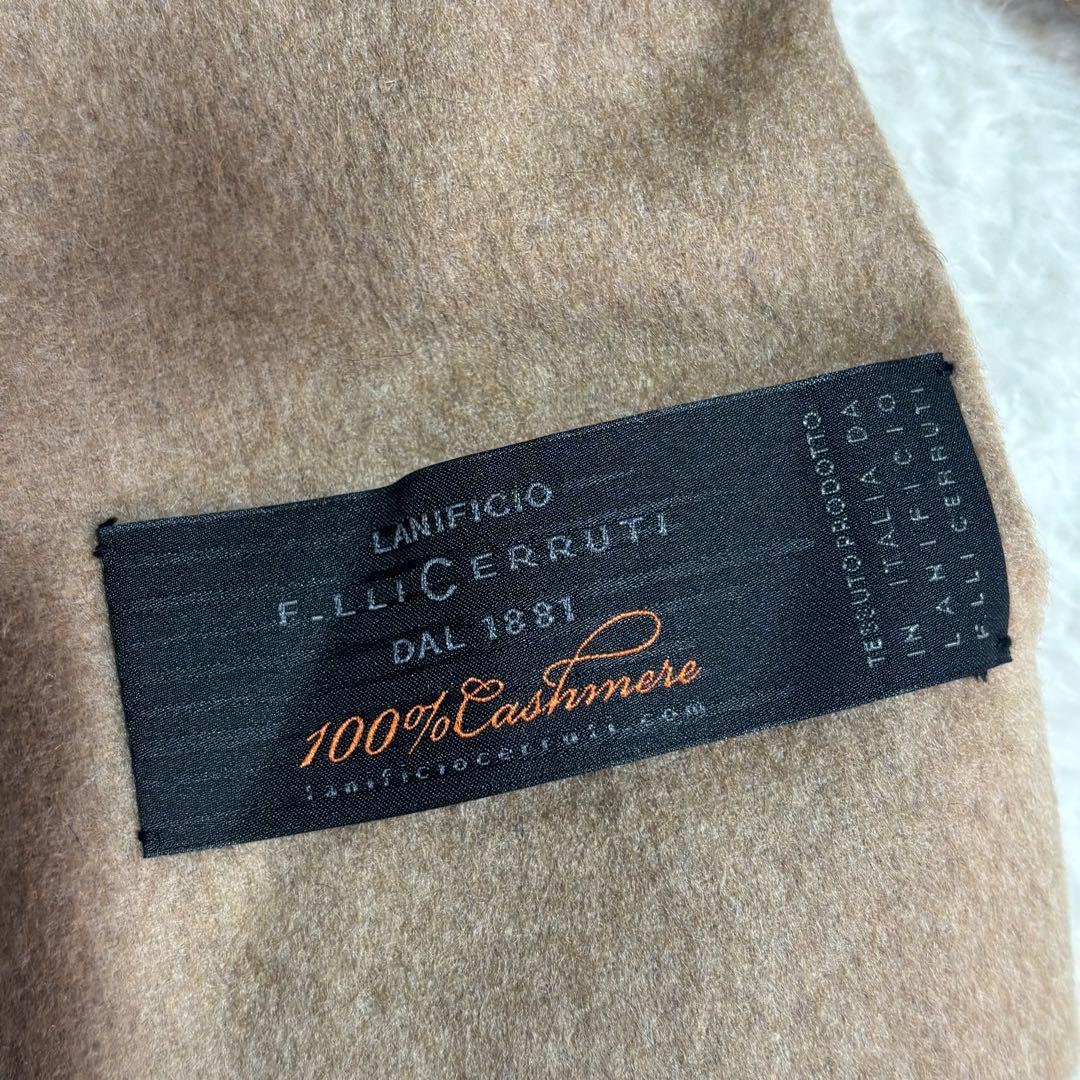 LANIFICIO
F.LLI CERRUTI
DAL 1881
100% Cashmere
lanificiocerruti.com
TESSUTO PRODOTTO
IN ITALIA DA
LANIFICIO
F.LLI CERRUTI